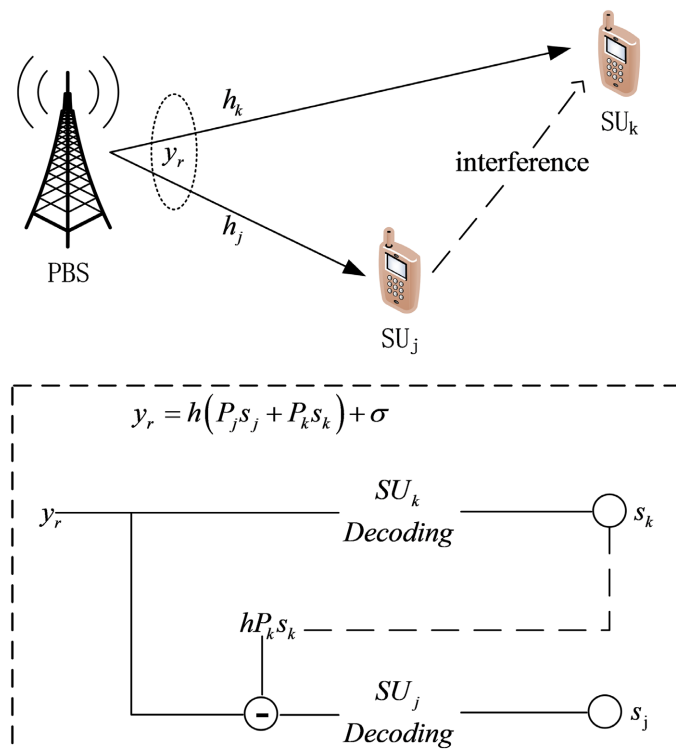 h_k
SU_k
y_r
interference
h_j
PBS
SU_j
y_r = h(P_j s_j + P_k s_k) + σ
SU_k
y_r
Decoding
s_k
hP_k s_k
SU_j
-
Decoding
s_j